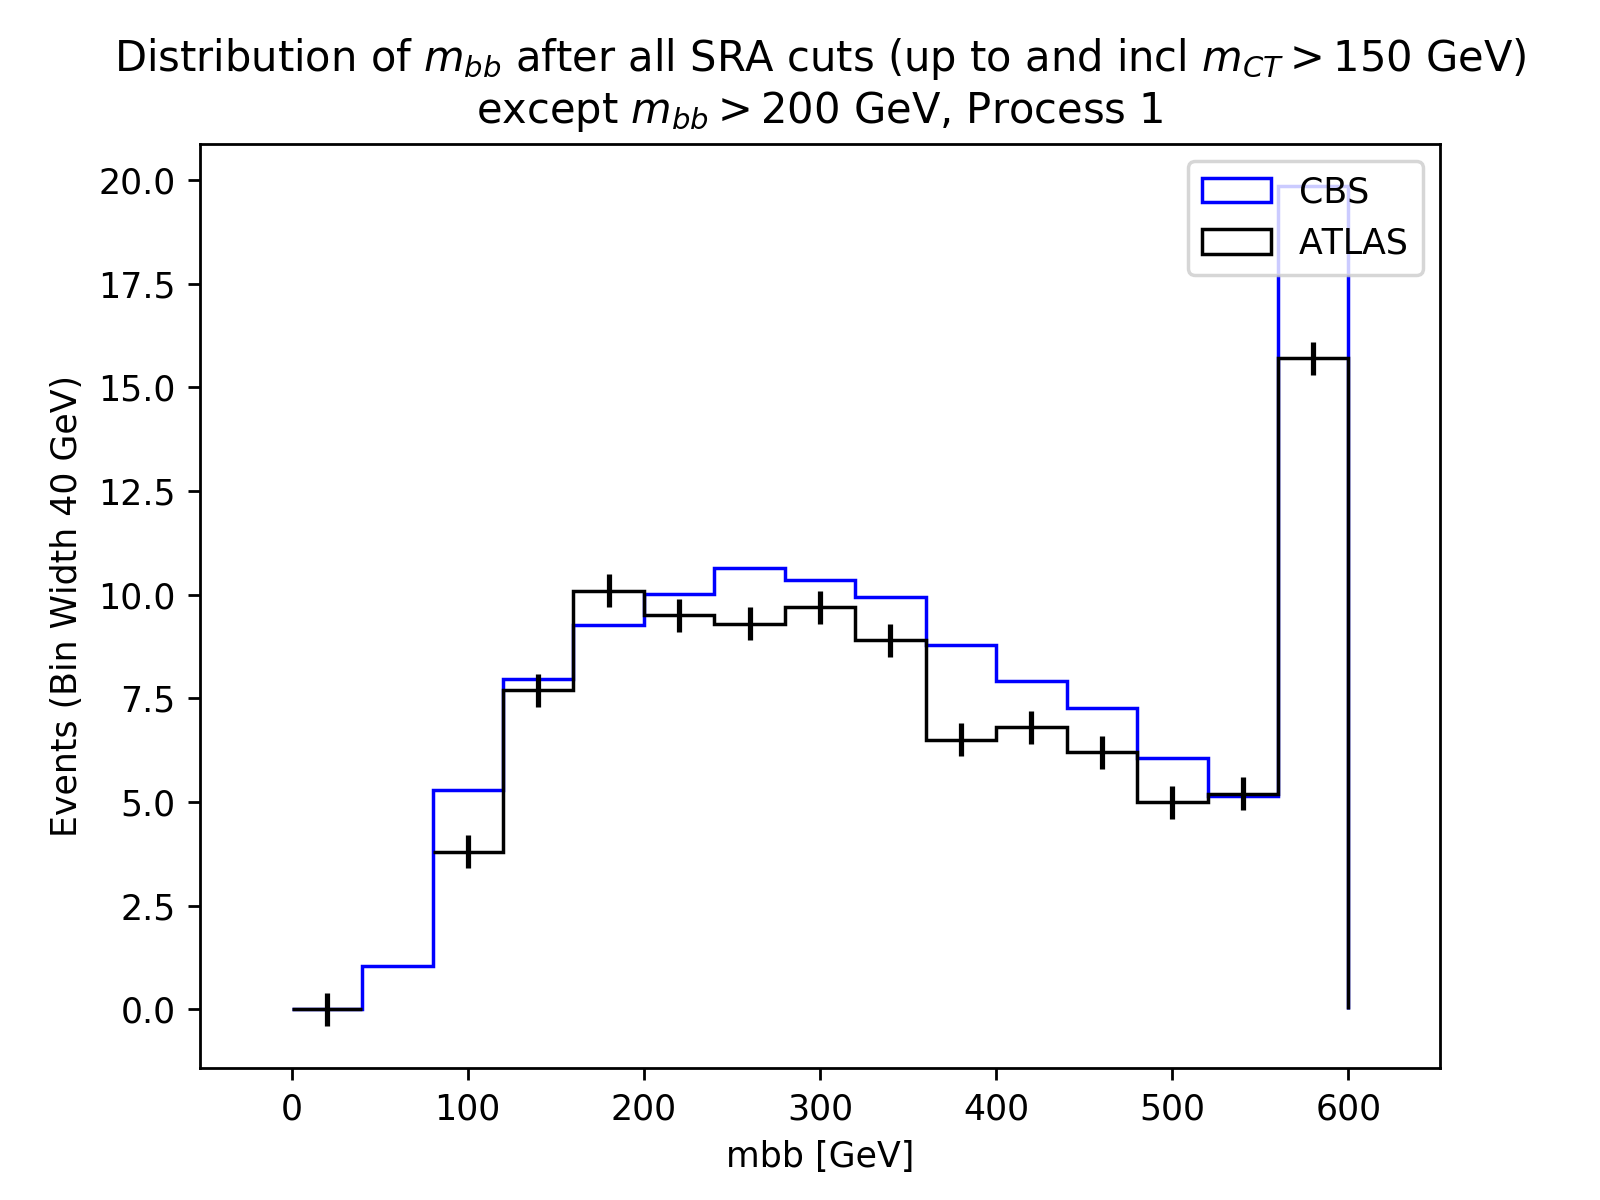 Distribution of m_bb after all SRA cuts (up to and incl m_CT > 150 GeV)
except m_bb > 200 GeV, Process 1
CBS
ATLAS
20.0
17.5
15.0
12.5
10.0
7.5
5.0
2.5
0.0
Events (Bin Width 40 GeV)
0 100 200 300 400 500 600
mbb [GeV]